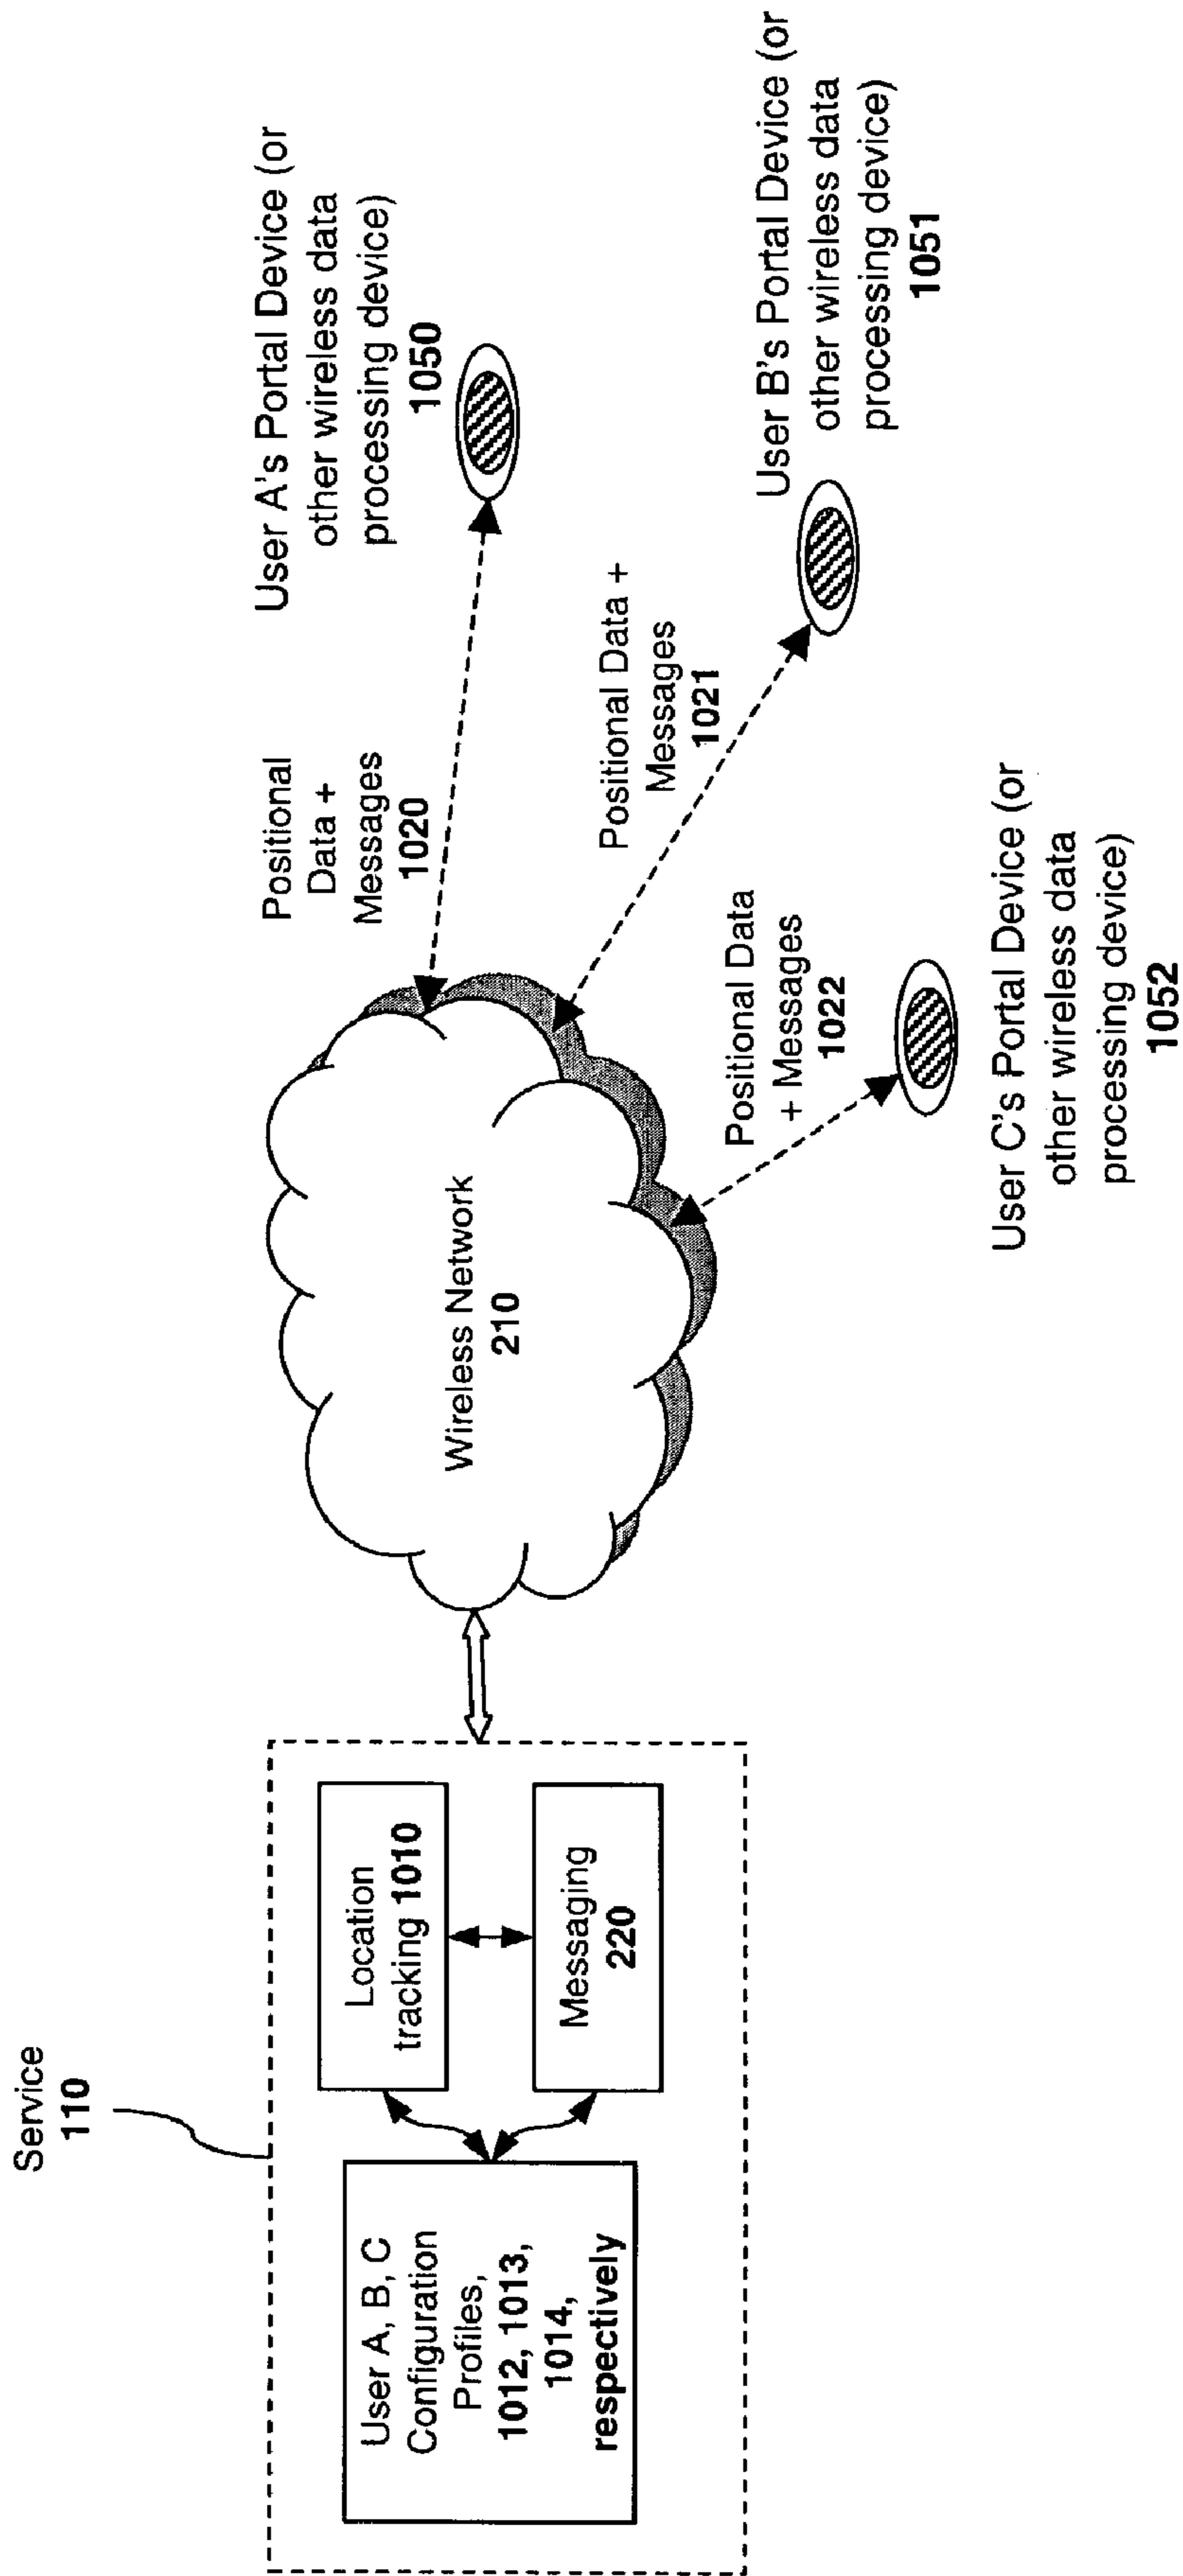 Service
110
User A, B, C
Configuration
Profiles,
1012, 1013,
1014,
respectively
Location
tracking 1010
Messaging
220
Wireless Network
210
Positional
Data +
Messages
1020
User A's Portal Device (or
other wireless data
processing device)
1050
Positional Data +
Messages
1021
User B's Portal Device (or
other wireless data
processing device)
1051
Positional Data
+ Messages
1022
User C's Portal Device (or
other wireless data
processing device)
1052